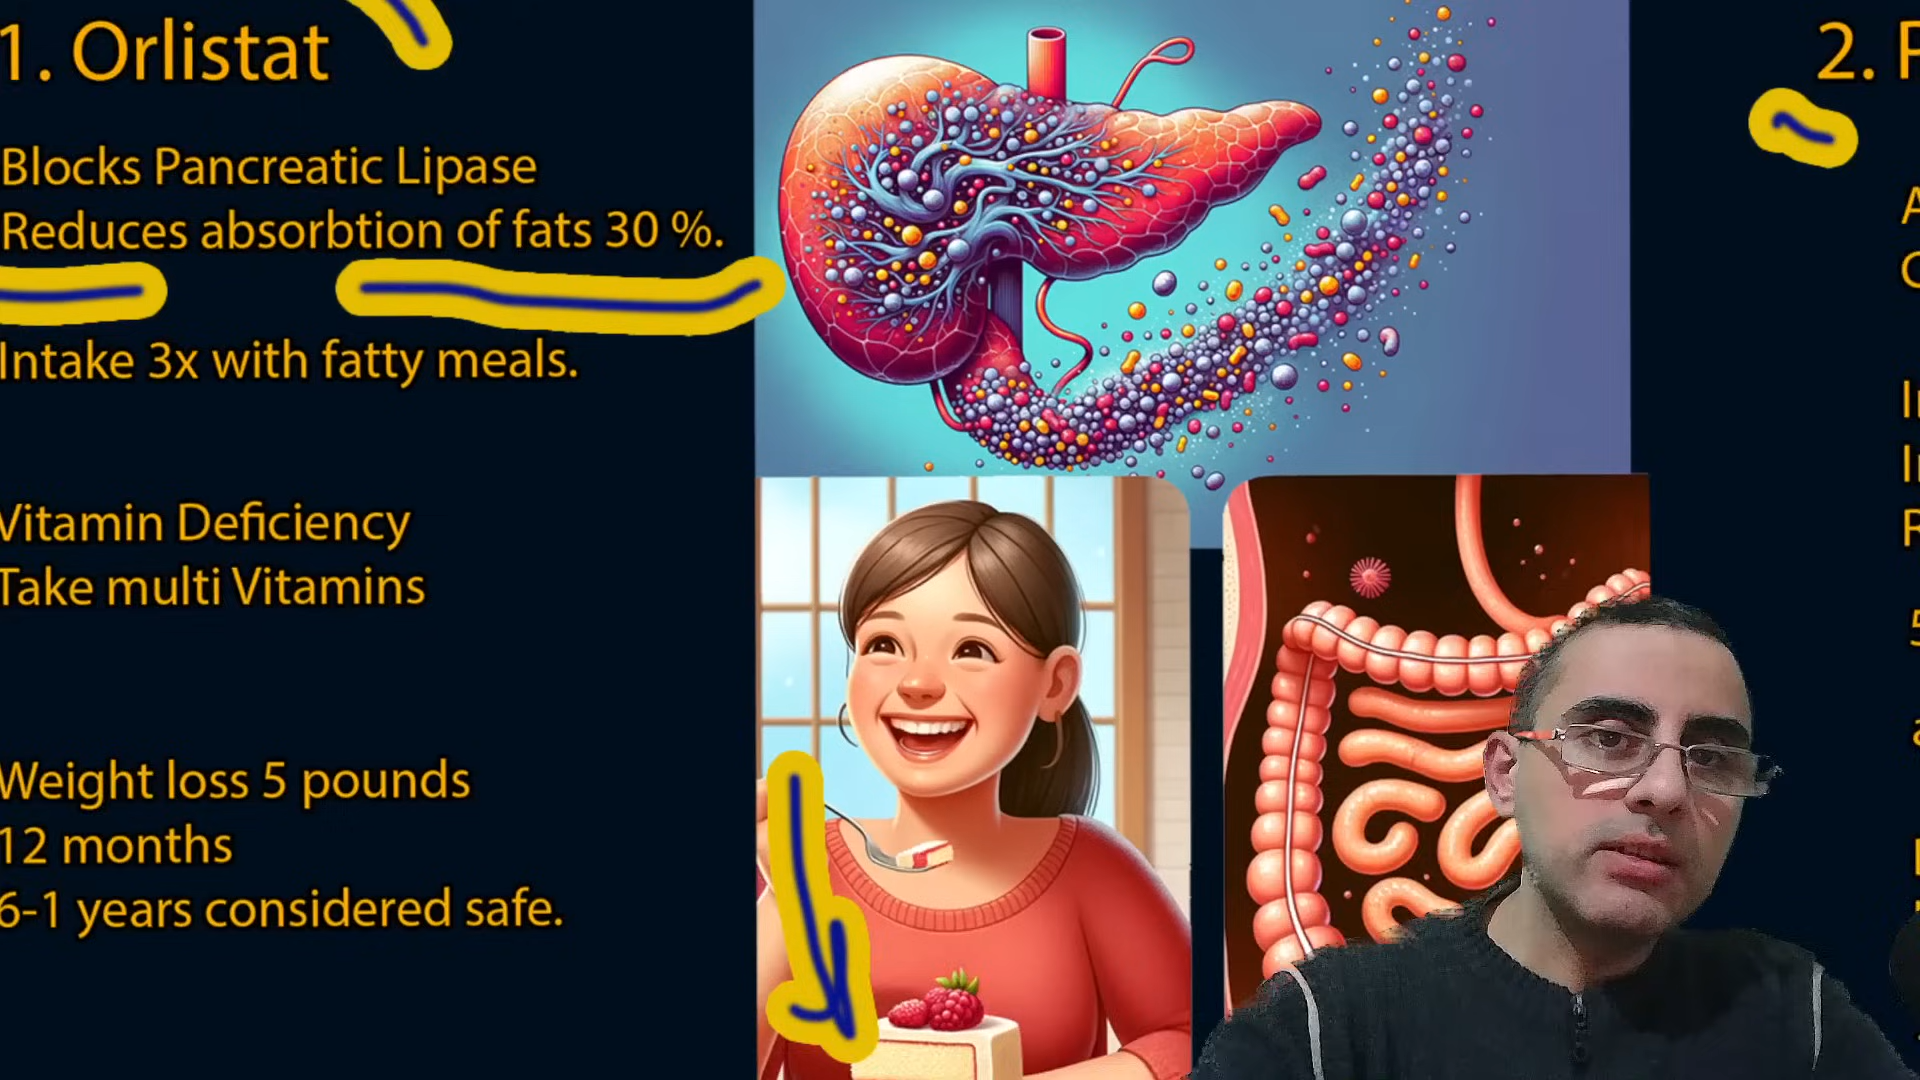 1. Orlistat
Blocks Pancreatic Lipase
Reduces absorbtion of fats 30 %.
Intake 3x with fatty meals.
Vitamin Deficiency
Take multi Vitamins
Weight loss 5 pounds
12 months
6-1 years considered safe.
2.